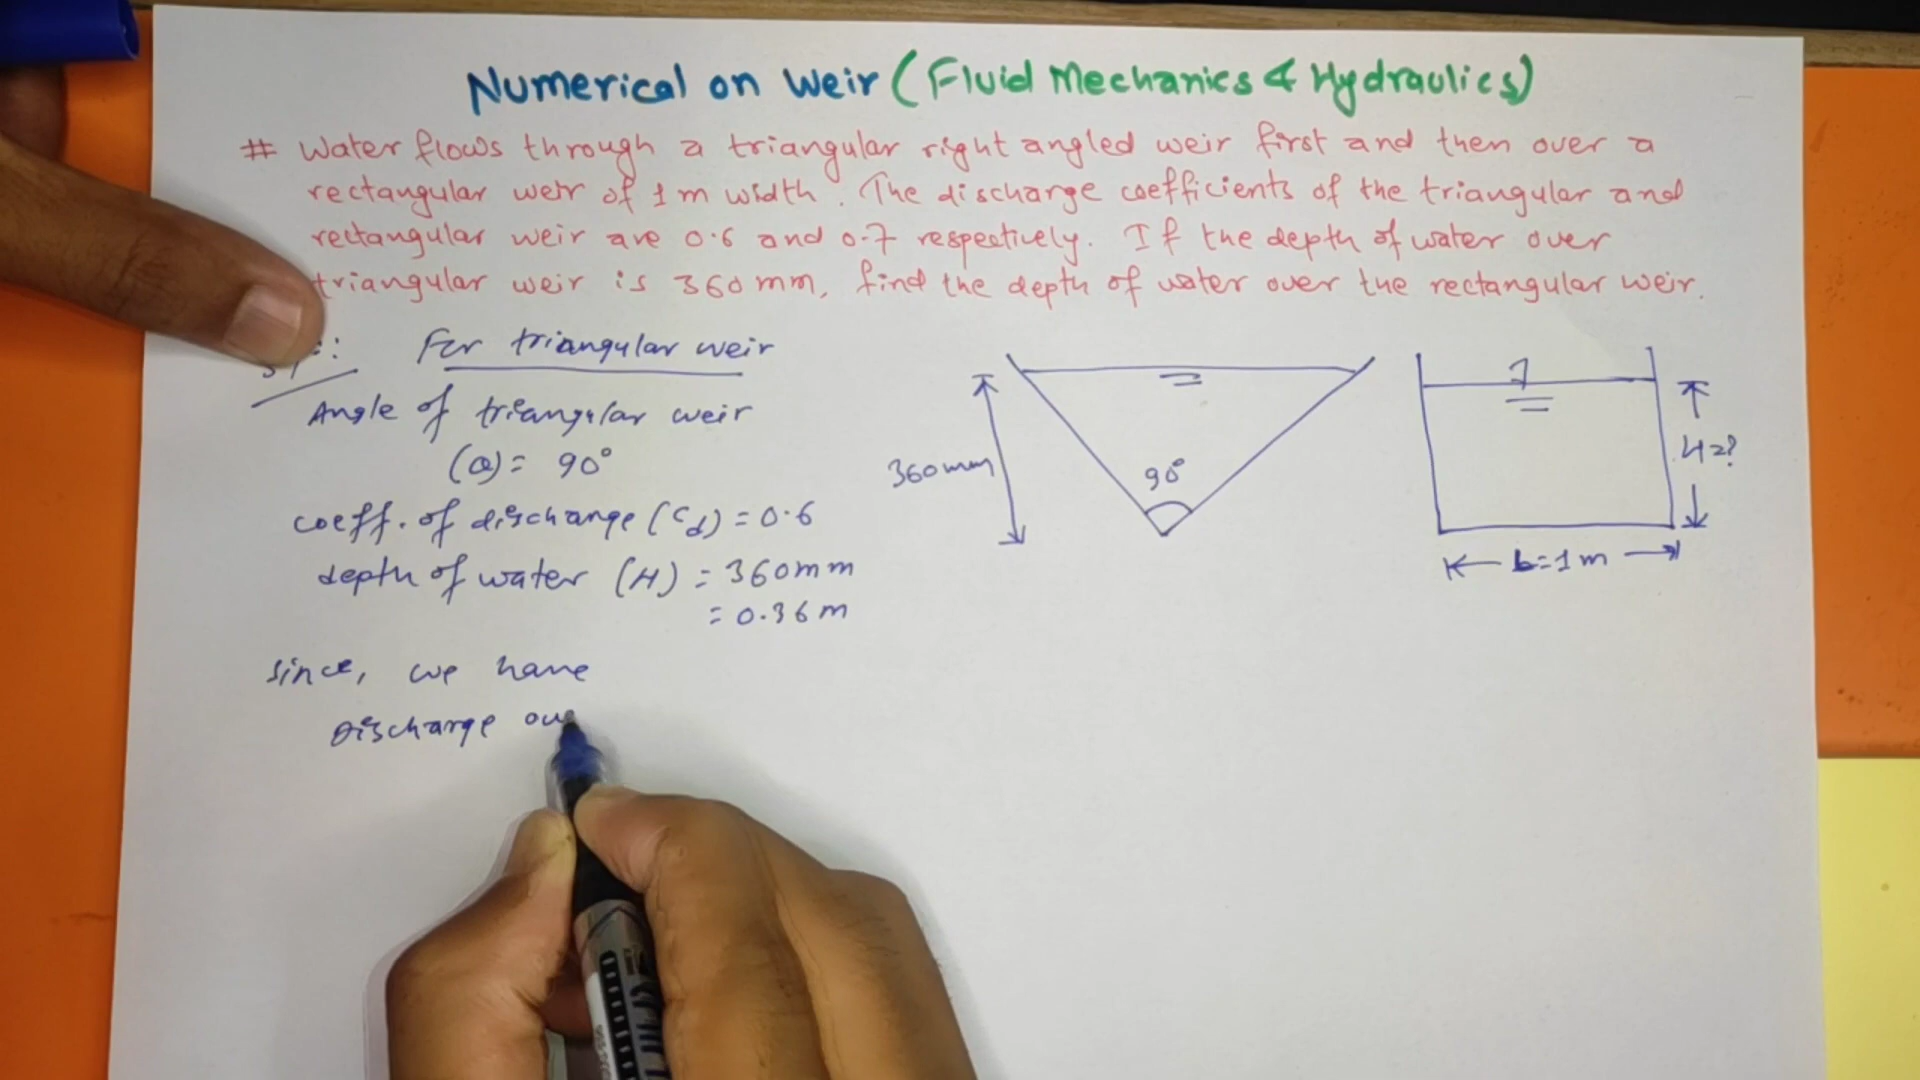 Numerical on Weir (Fluid Mechanics & Hydraulics)
# Water flows through a triangular right angled weir first and then over a
rectangular weir of 1 m width. The discharge coefficients of the triangular and
rectangular weir are 0.6 and 0.7 respectively. If the depth of water over
triangular weir is 360 mm, find the depth of water over the rectangular weir.
For triangular weir
Angle of triangular weir
(θ) = 90°
coeff. of discharge (Cd) = 0.6
depth of water (H) = 360mm
= 0.36 m
Since, we have
Discharge
360mm
90°
H=?
b=1m